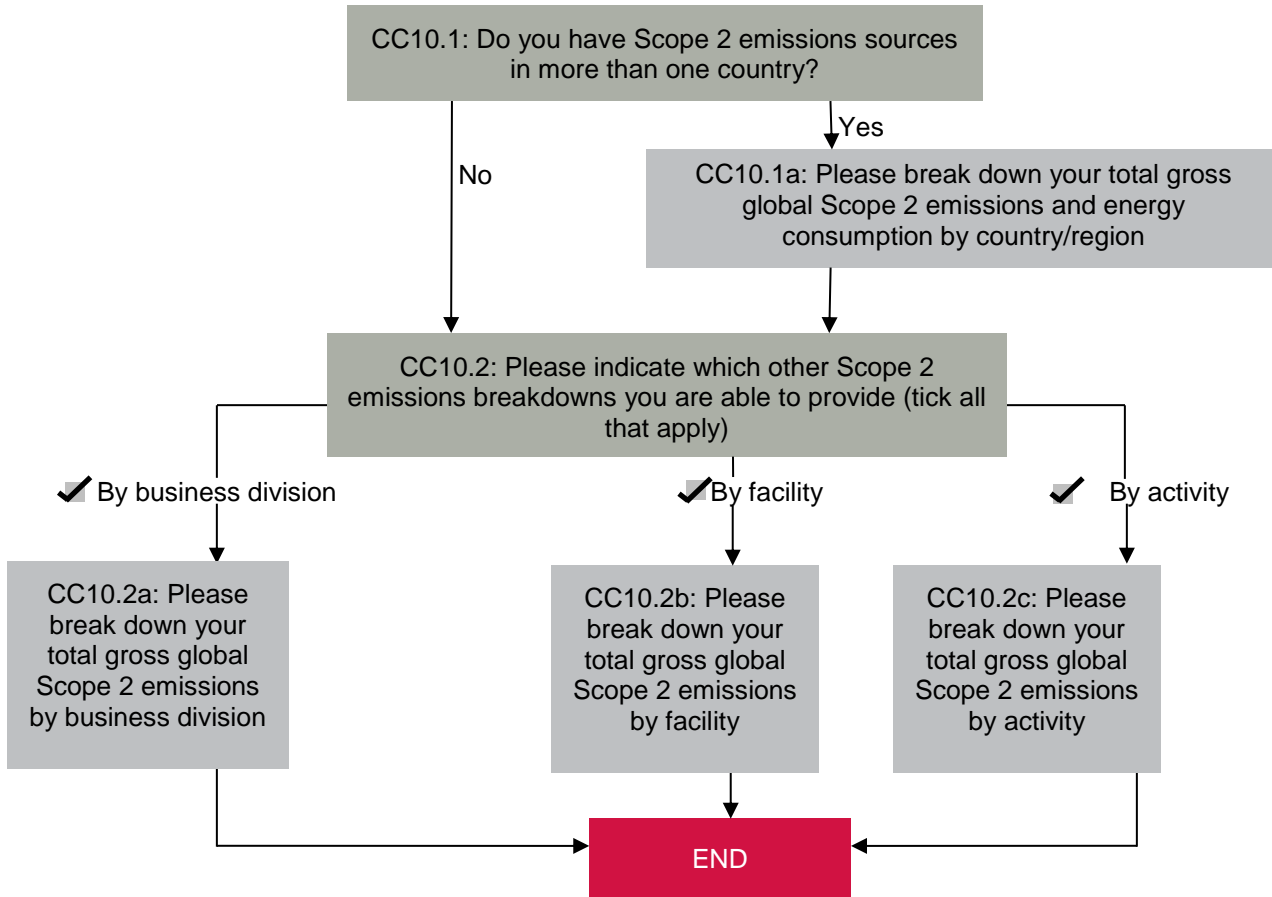 CC10.1: Do you have Scope 2 emissions sources
in more than one country?
Yes
No
CC10.1a: Please break down your total gross
global Scope 2 emissions and energy
consumption by country/region
CC10.2: Please indicate which other Scope 2
emissions breakdowns you are able to provide (tick all
that apply)
By business division
By facility
By activity
CC10.2a: Please
break down your
total gross global
Scope 2 emissions
by business division
CC10.2b: Please
break down your
total gross global
Scope 2 emissions
by facility
CC10.2c: Please
break down your
total gross global
Scope 2 emissions
by activity
END